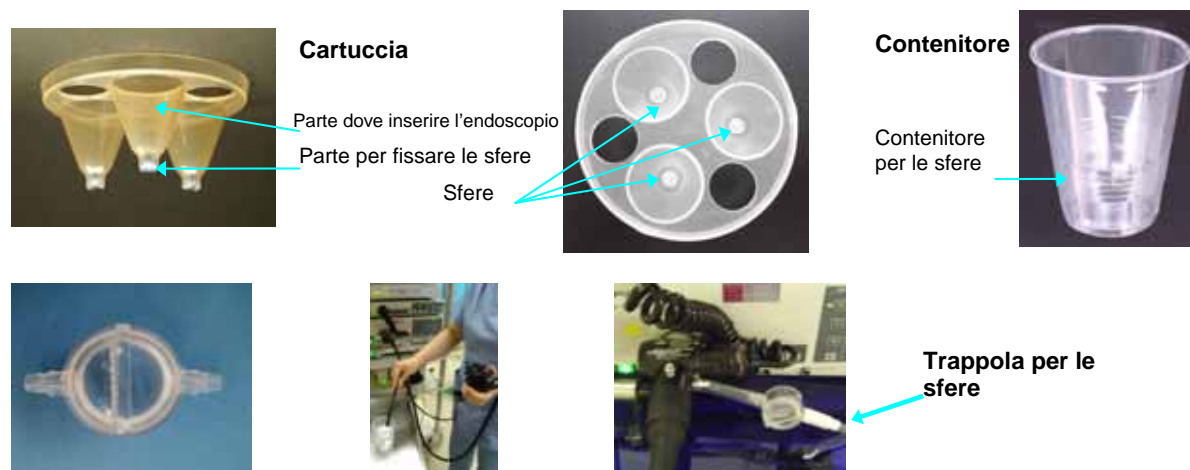 Cartuccia
Parte dove inserire l'endoscopio
Parte per fissare le sfere
Sfere
Contenitore
Contenitore
per le sfere
Trappola per le
sfere